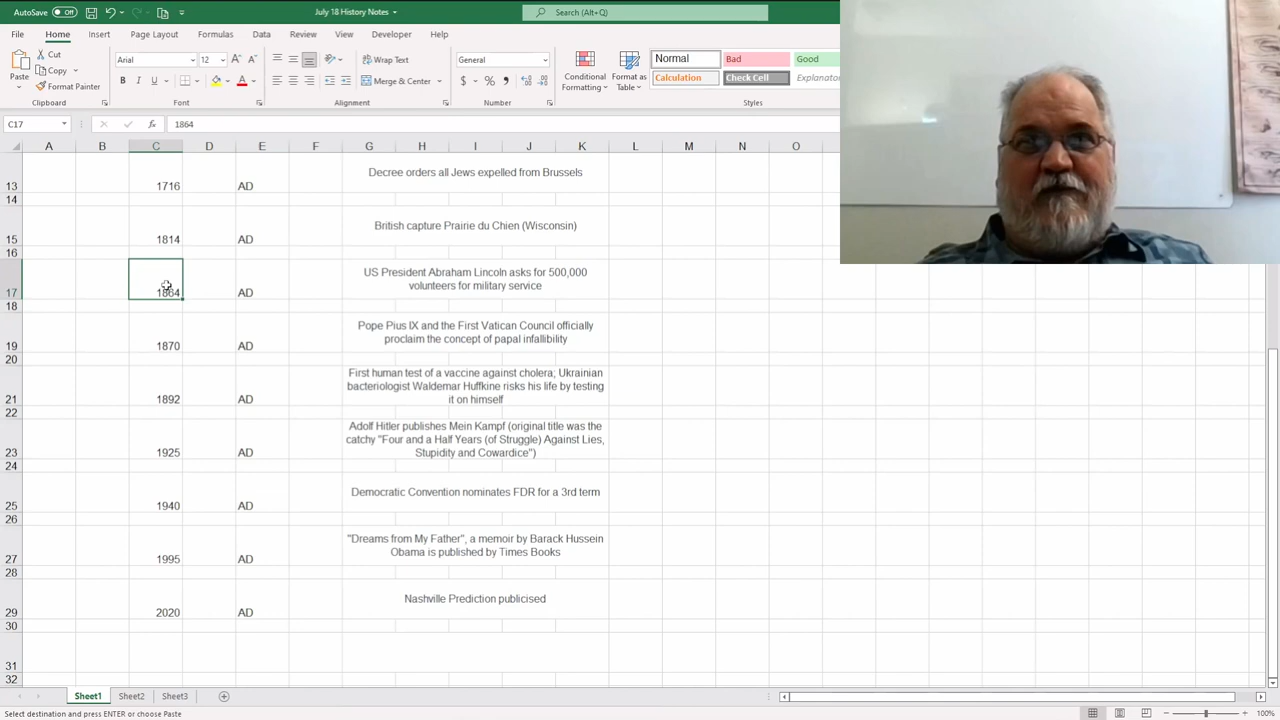 AutoSave Off
July 18 History Notes
Search (Alt+Q)
File Home Insert Page Layout Formulas Data Review View Developer Help
Paste
Cut
Copy
Format Painter
Clipboard
Arial 12
B I U
Font
Wrap Text
Merge & Center
Alignment
General
$ % ,
Number
Conditional Formatting
Format as Table
Normal Bad Good
Calculation Check Cell Explanato
Styles
C17 fx 1864
A B C D E F G H I J K L M N O
13 1716 AD Decree orders all Jews expelled from Brussels
14
15 1814 AD British capture Prairie du Chien (Wisconsin)
16
17 1864 AD US President Abraham Lincoln asks for 500,000
volunteers for military service
18
19 1870 AD Pope Pius IX and the First Vatican Council officially
proclaim the concept of papal infallibility
20
21 1892 AD First human test of a vaccine against cholera; Ukrainian
bacteriologist Waldemar Huffkine risks his life by testing
it on himself
22
23 1925 AD Adolf Hitler publishes Mein Kampf (original title was the
catchy "Four and a Half Years (of Struggle) Against Lies,
Stupidity and Cowardice")
24
25 1940 AD Democratic Convention nominates FDR for a 3rd term
26
27 1995 AD "Dreams from My Father", a memoir by Barack Hussein
Obama is published by Times Books
28
29 2020 AD Nashville Prediction publicised
30
31
32
Sheet1 Sheet2 Sheet3
Select destination and press ENTER or choose Paste
100%